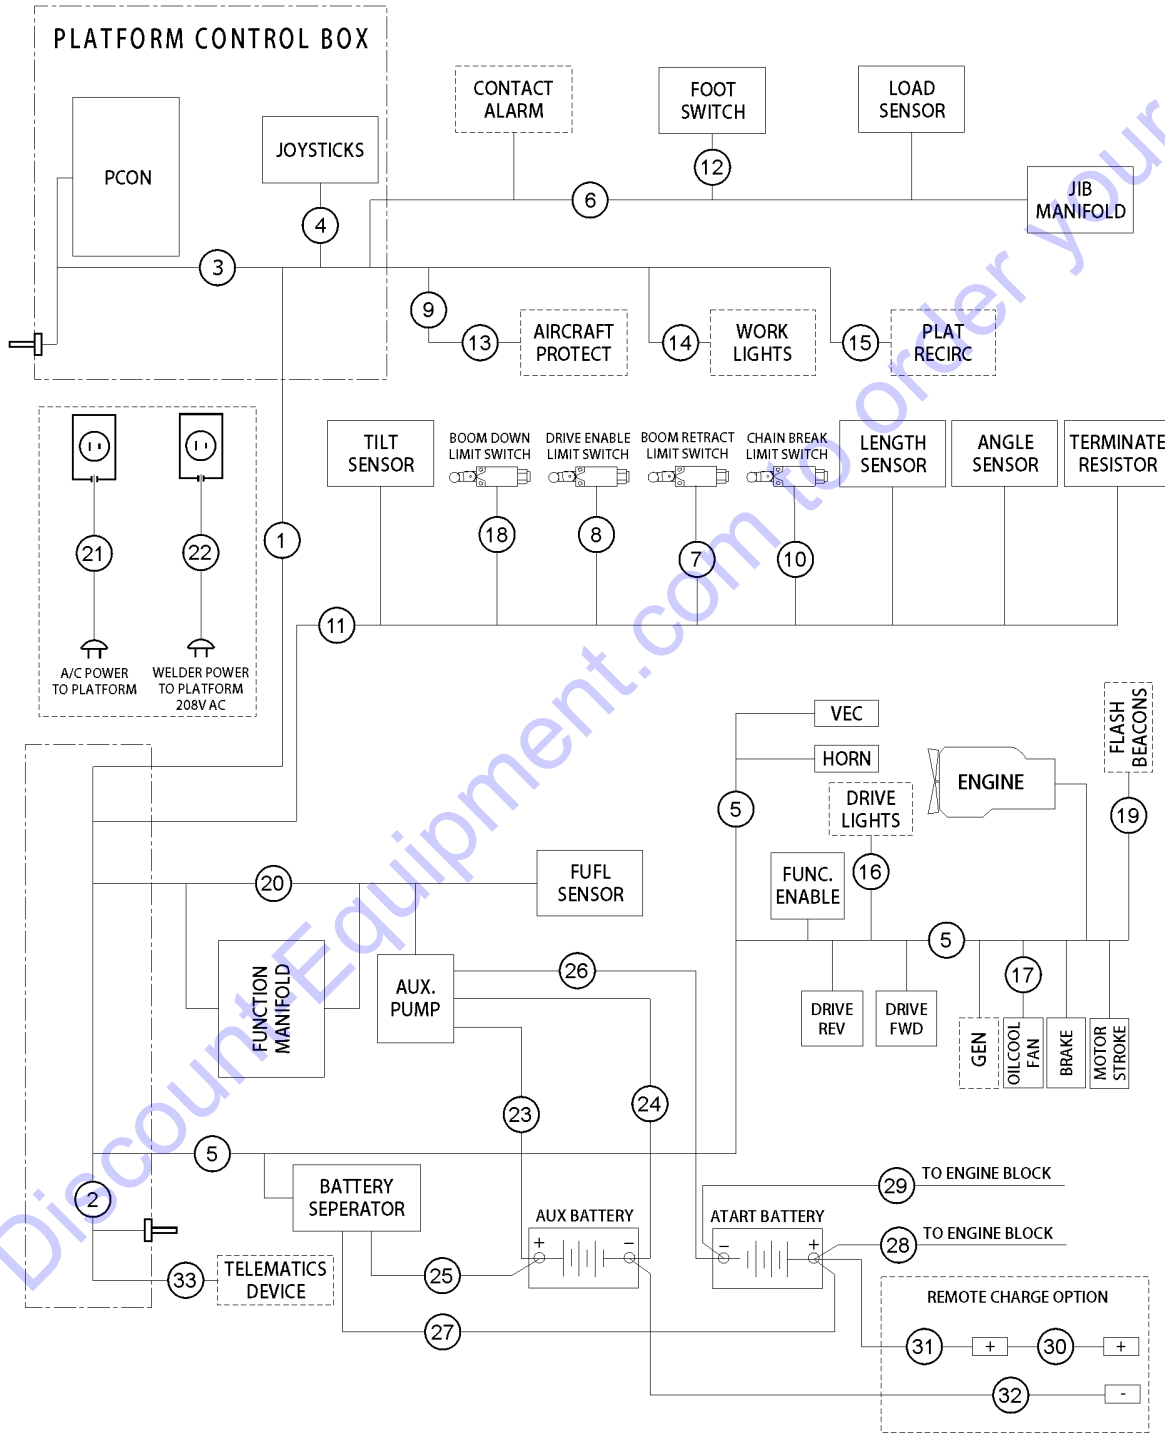 PLATFORM CONTROL BOX
PCON
JOYSTICKS
CONTACT
ALARM
FOOT
SWITCH
LOAD
SENSOR
JIB
MANIFOLD
12
6
4
3
9
13
AIRCRAFT
PROTECT
14
WORK
LIGHTS
15
PLAT
RECIRC
TILT
SENSOR
BOOM DOWN
LIMIT SWITCH
DRIVE ENABLE
LIMIT SWITCH
BOOM RETRACT
LIMIT SWITCH
CHAIN BREAK
LIMIT SWITCH
LENGTH
SENSOR
ANGLE
SENSOR
TERMINATE
RESISTOR
21
22
1
18
8
7
10
11
A/C POWER
TO PLATFORM
WELDER POWER
TO PLATFORM
208V AC
VEC
HORN
5
DRIVE
LIGHTS
ENGINE
FLASH
BEACONS
19
16
FUNC.
ENABLE
20
FUFL
SENSOR
5
FUNCTION
MANIFOLD
AUX.
PUMP
26
17
DRIVE
REV
DRIVE
FWD
GEN
OILCOOL
FAN
BRAKE
MOTOR
STROKE
23
24
5
2
BATTERY
SEPERATOR
AUX BATTERY
+ −
ATART BATTERY
− +
29
TO ENGINE BLOCK
28
TO ENGINE BLOCK
33
TELEMATICS
DEVICE
25
27
REMOTE CHARGE OPTION
31
+
30
+
32
-
Discount-Equipment.com to order your